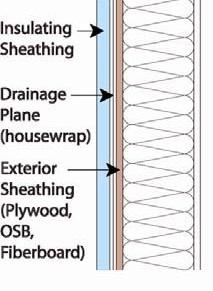 Insulating
Sheathing
Drainage
Plane
(housewrap)
Exterior
Sheathing
(Plywood,
OSB,
Fiberboard)